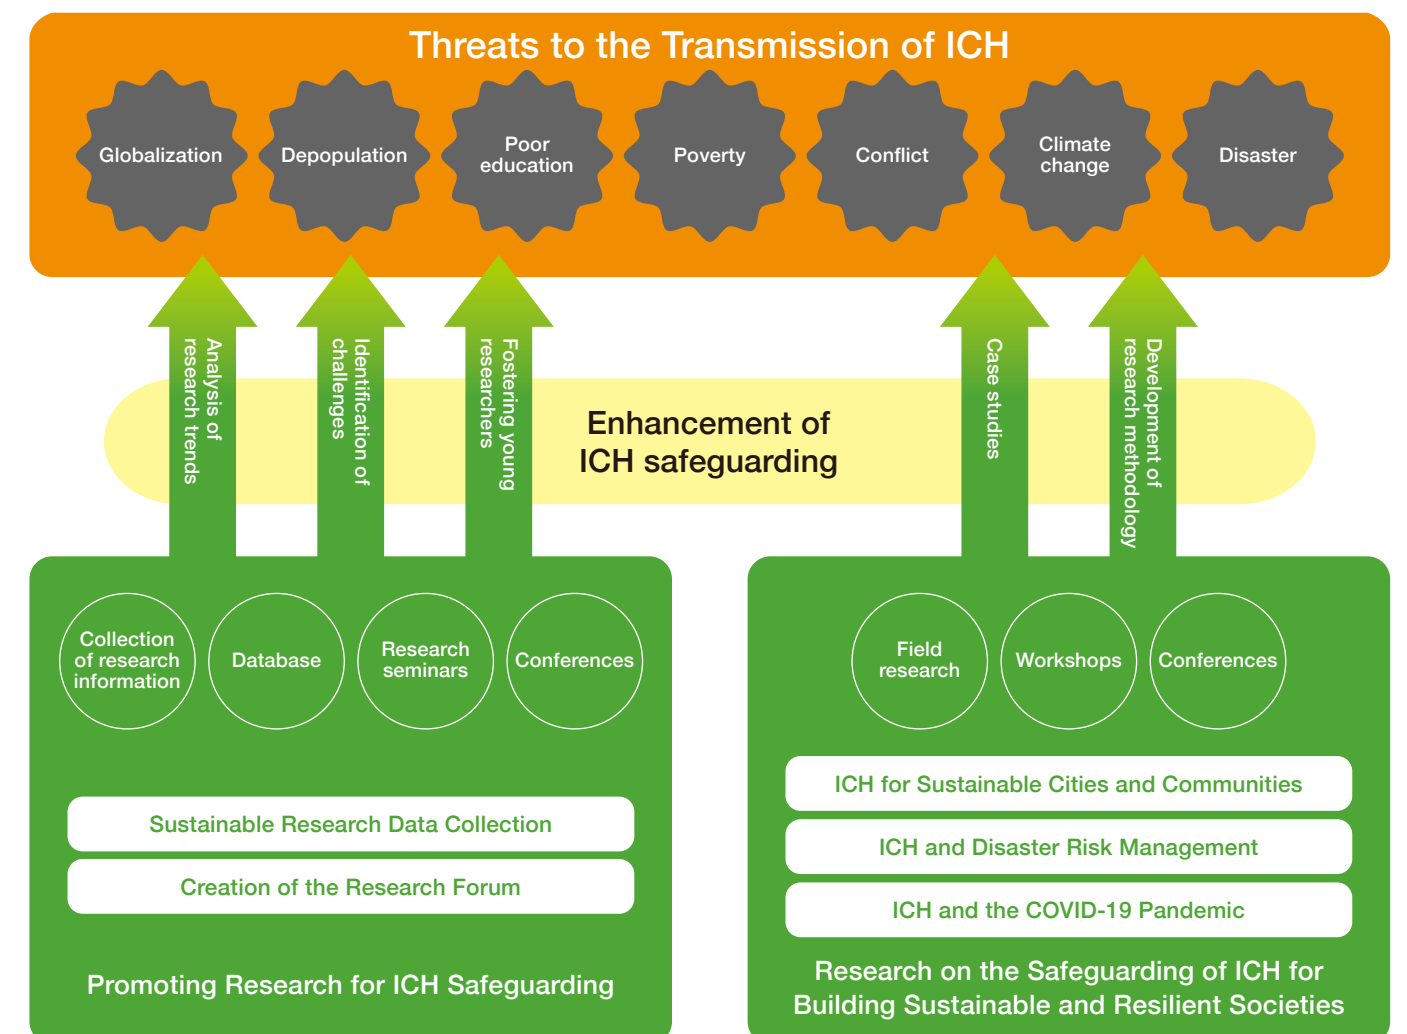 Threats to the Transmission of ICH
Globalization
Depopulation
Poor
education
Poverty
Conflict
Climate
change
Disaster
Analysis of
research trends
Identification of
challenges
Fostering young
researchers
Case studies
Development of
research methodology
Enhancement of
ICH safeguarding
Collection
of research
information
Database
Research
seminars
Conferences
Sustainable Research Data Collection
Creation of the Research Forum
Promoting Research for ICH Safeguarding
Field
research
Workshops
Conferences
ICH for Sustainable Cities and Communities
ICH and Disaster Risk Management
ICH and the COVID-19 Pandemic
Research on the Safeguarding of ICH for
Building Sustainable and Resilient Societies